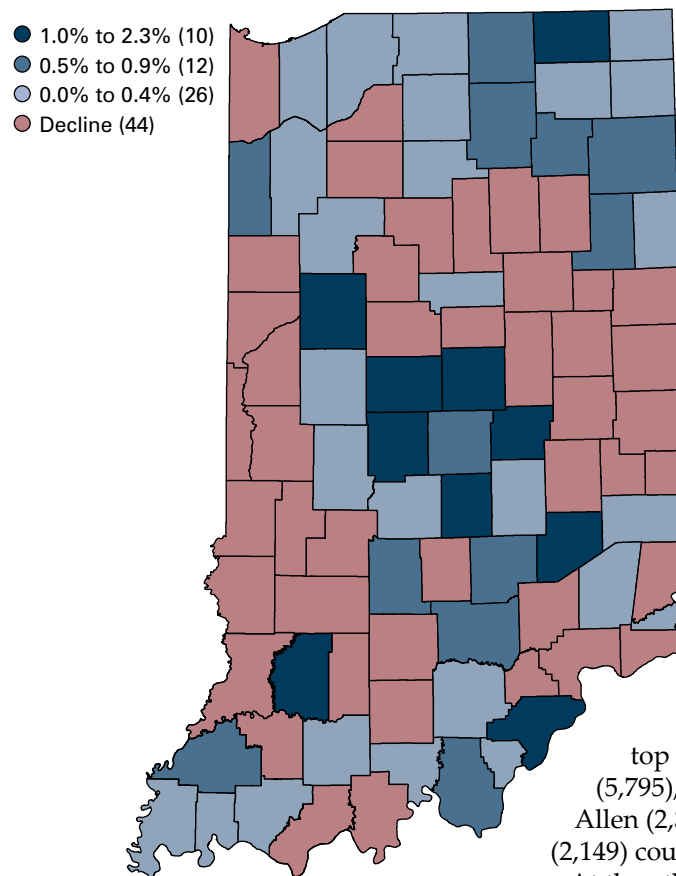 1.0% to 2.3% (10)
0.5% to 0.9% (12)
0.0% to 0.4% (26)
Decline (44)
top
(5,795),
Allen (2,
(2,149) cou